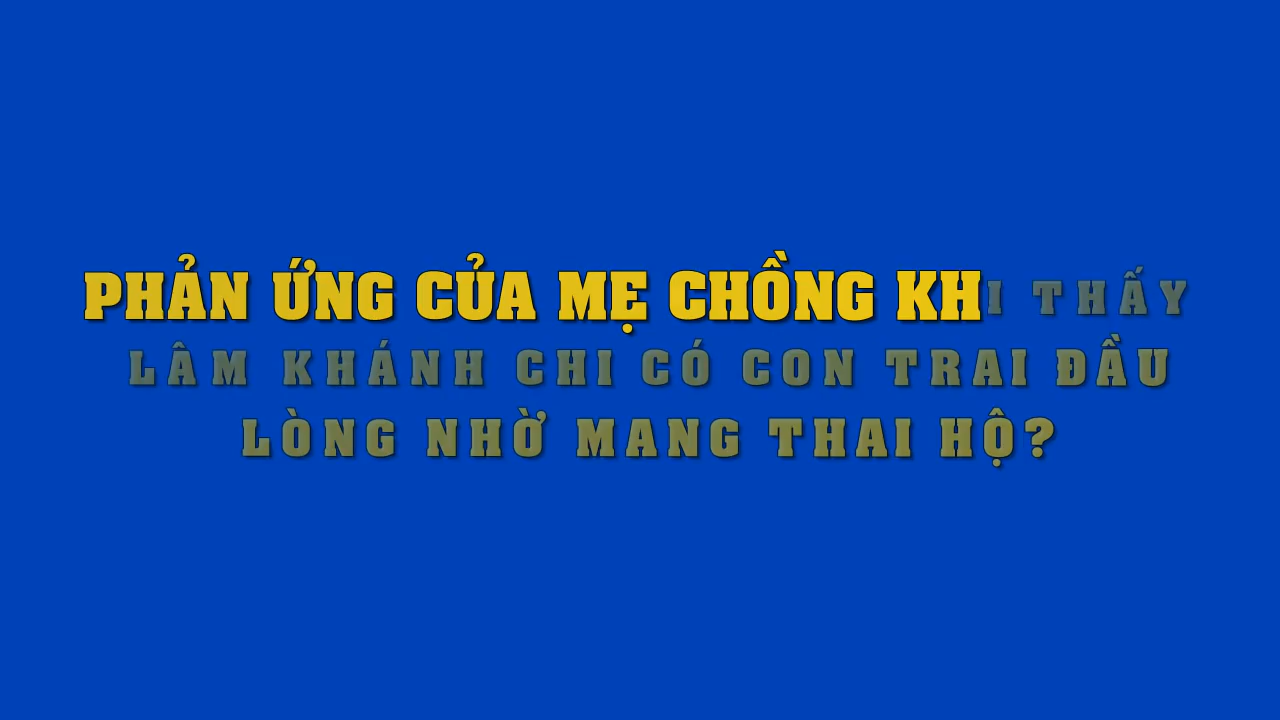 PHẢN ỨNG CỦA MẸ CHỒNG KHI THẤY
LÂM KHÁNH CHI CÓ CON TRAI ĐẦU
LÒNG NHỜ MANG THAI HỘ?